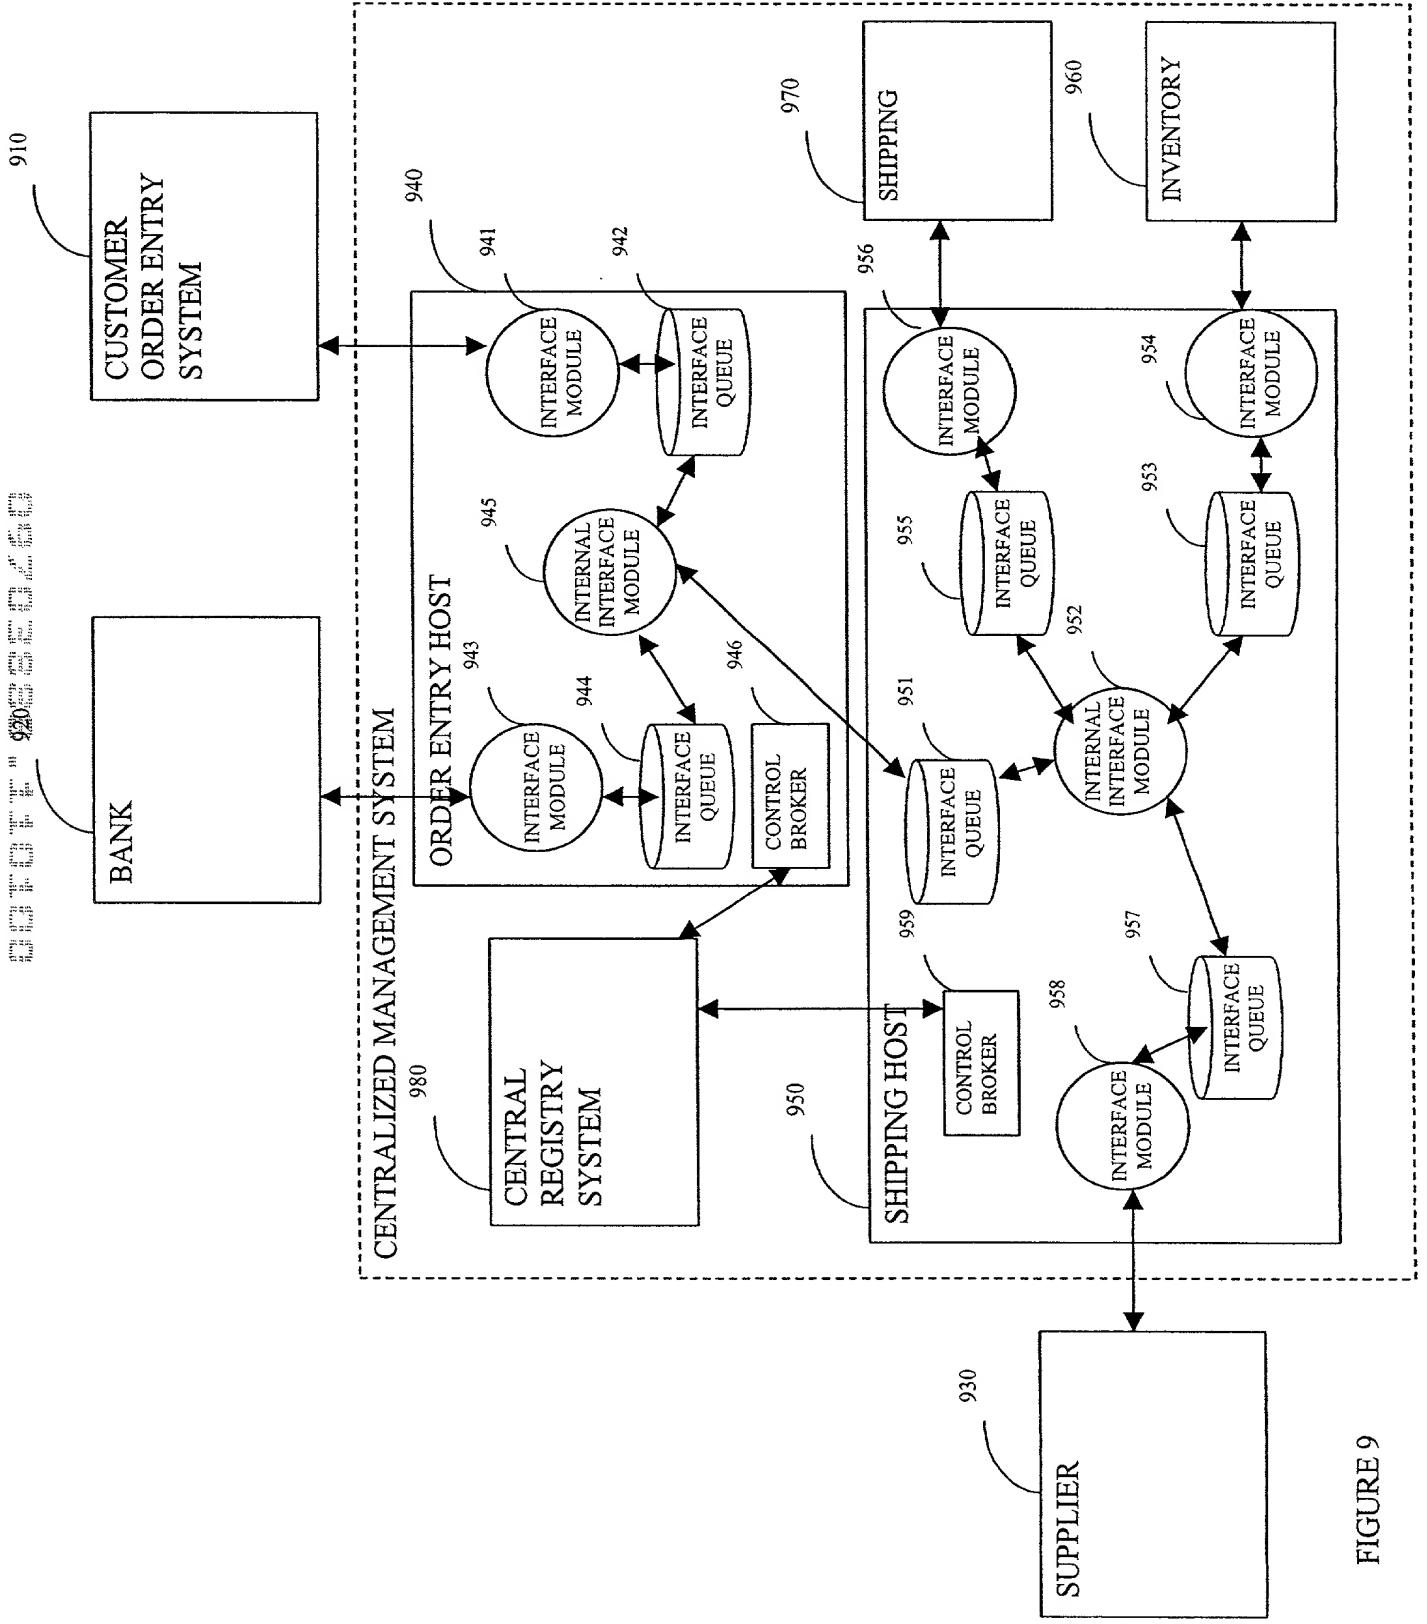 910
CUSTOMER
ORDER ENTRY
SYSTEM
920
BANK
CENTRALIZED MANAGEMENT SYSTEM
940
ORDER ENTRY HOST
941
INTERFACE
MODULE
942
INTERFACE
QUEUE
943
INTERFACE
MODULE
944
INTERFACE
QUEUE
945
INTERNAL
INTERFACE
MODULE
946
CONTROL
BROKER
980
CENTRAL
REGISTRY
SYSTEM
950
SHIPPING HOST
951
INTERFACE
QUEUE
952
INTERNAL
INTERFACE
MODULE
953
INTERFACE
QUEUE
954
INTERFACE
MODULE
955
INTERFACE
QUEUE
956
INTERFACE
MODULE
957
INTERFACE
QUEUE
958
INTERFACE
MODULE
959
CONTROL
BROKER
970
SHIPPING
960
INVENTORY
930
SUPPLIER
FIGURE 9